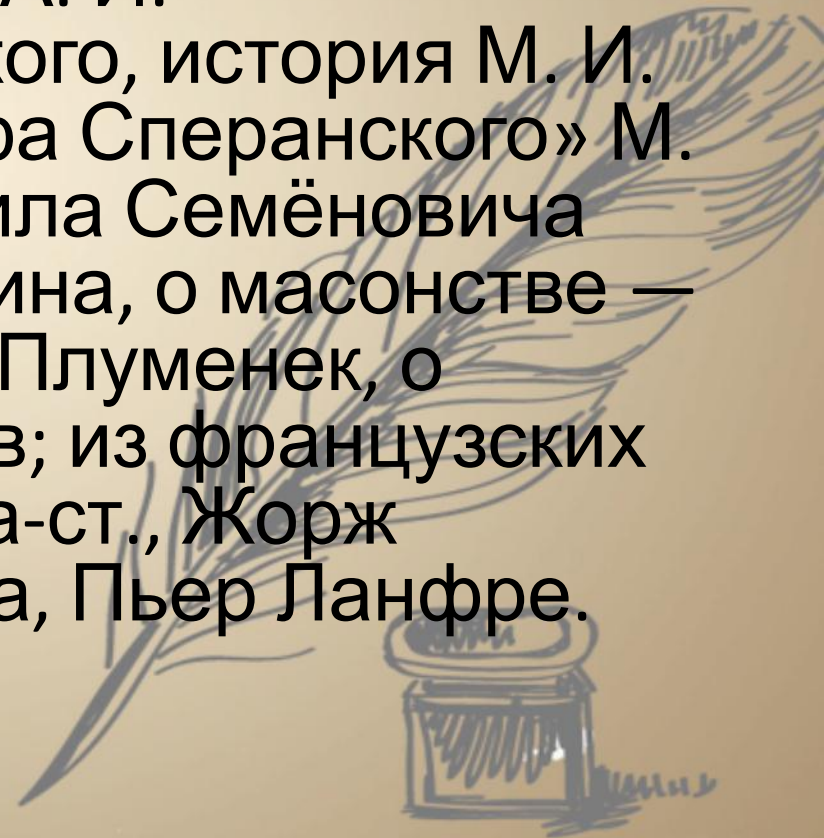 А. И.
кого, история М. И.
ра Сперанского» М.
ила Семёновича
ина, о масонстве —
Плуменек, о
в; из французских
а-ст., Жорж
а, Пьер Ланфре.